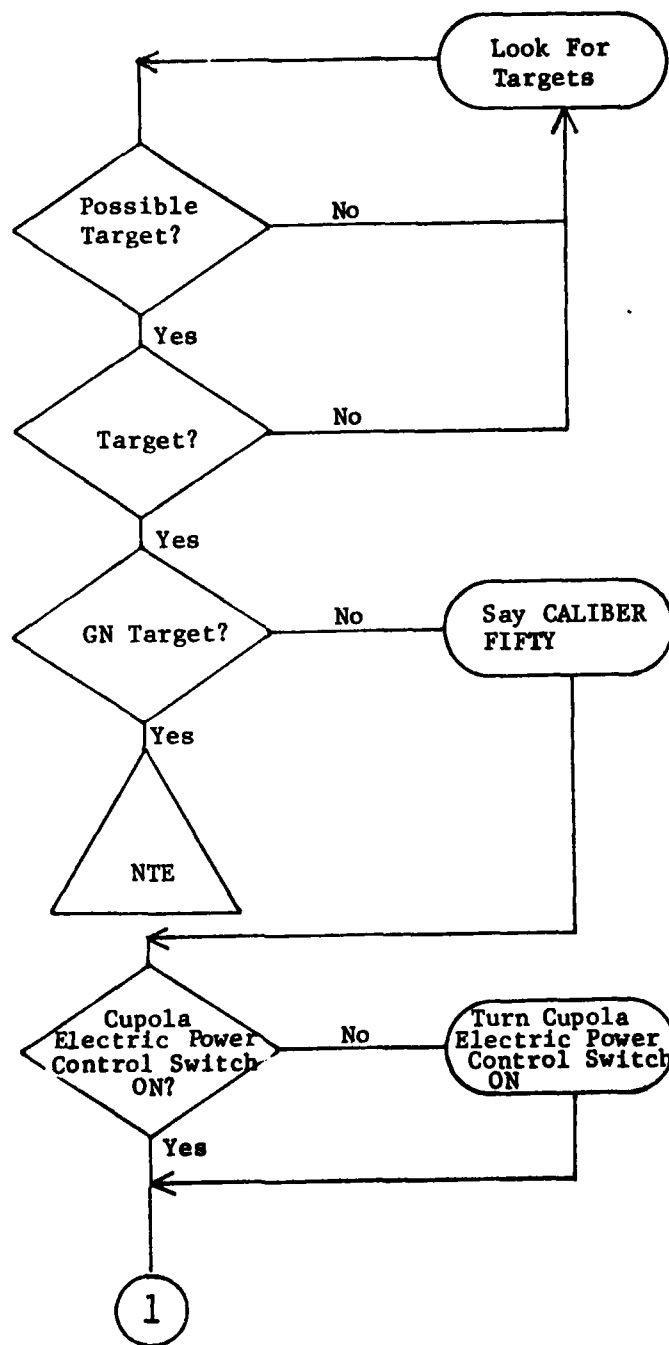 Look For
Targets
Possible
Target?
No
Yes
Target?
No
Yes
GN Target?
No
Say CALIBER
FIFTY
Yes
NTE
Cupola
Electric Power
Control Switch
ON?
No
Turn Cupola
Electric Power
Control Switch
ON
Yes
1